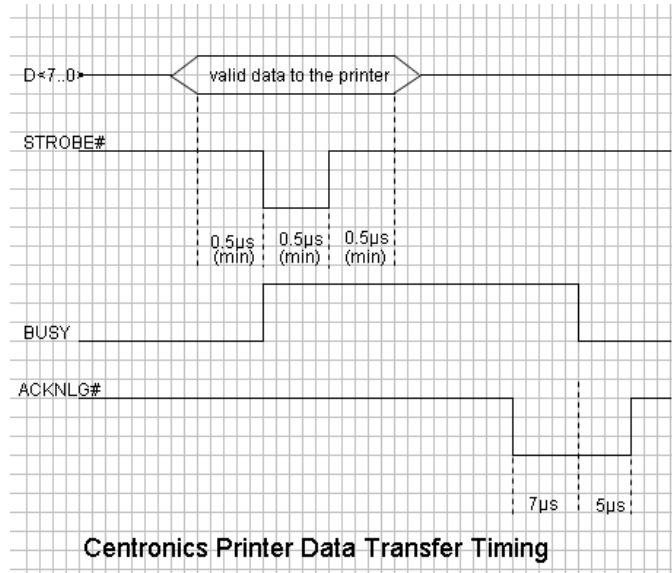 D<7..0>
valid data to the printer
STROBE#
0.5µs 0.5µs 0.5µs
(min) (min) (min)
BUSY
ACKNLG#
7µs 5µs
Centronics Printer Data Transfer Timing